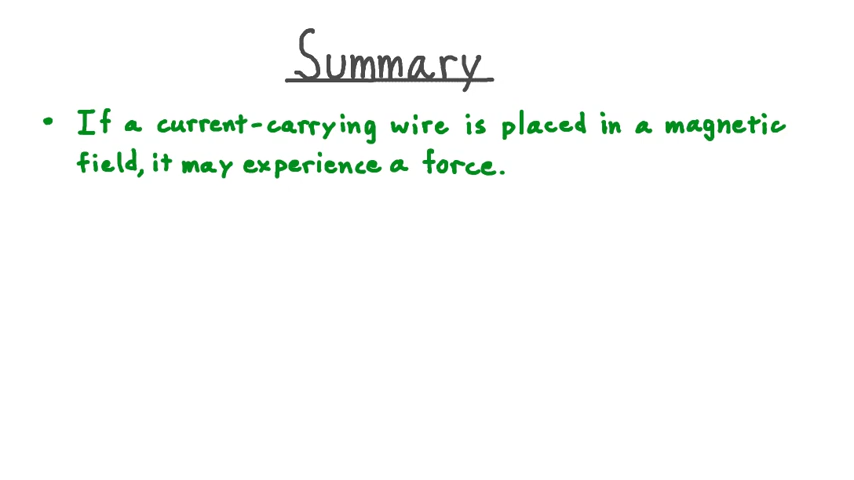 Summary
• If a current-carrying wire is placed in a magnetic
field, it may experience a force.